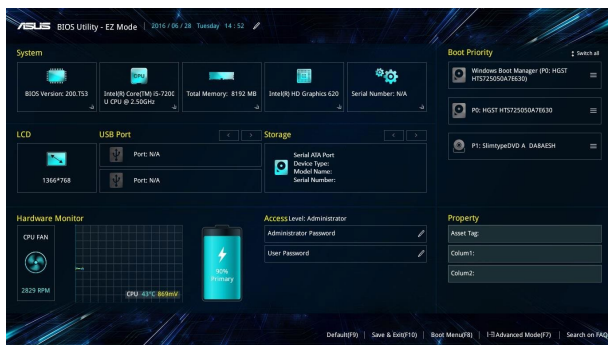 ASUS BIOS Utility - EZ Mode 2016/06/28 Tuesday 14:52
System
BIOS Version: 200.T53
CPU
Intel(R) Core(TM) i5-7200
U CPU @ 2.50GHz
Total Memory: 8192 MB
Intel(R) HD Graphics 620
Serial Number: N/A
Boot Priority
Switch all
Windows Boot Manager (P0: HGST
HTS725050A7E630)
P0: HGST HTS725050A7E630
P1: SlimtypeDVD A DA8AESH
LCD
1366*768
USB Port
Port: N/A
Port: N/A
Storage
Serial ATA Port
Device Type:
Model Name:
Serial Number:
Hardware Monitor
CPU FAN
2829 RPM
CPU 43°C 869mV
90%
Primary
Access Level: Administrator
Administrator Password
User Password
Property
Asset Tag:
Colum1:
Colum2:
Default(F9) | Save & Exit(F10) | Boot Menu(F8) | Advanced Mode(F7) | Search on FAQ